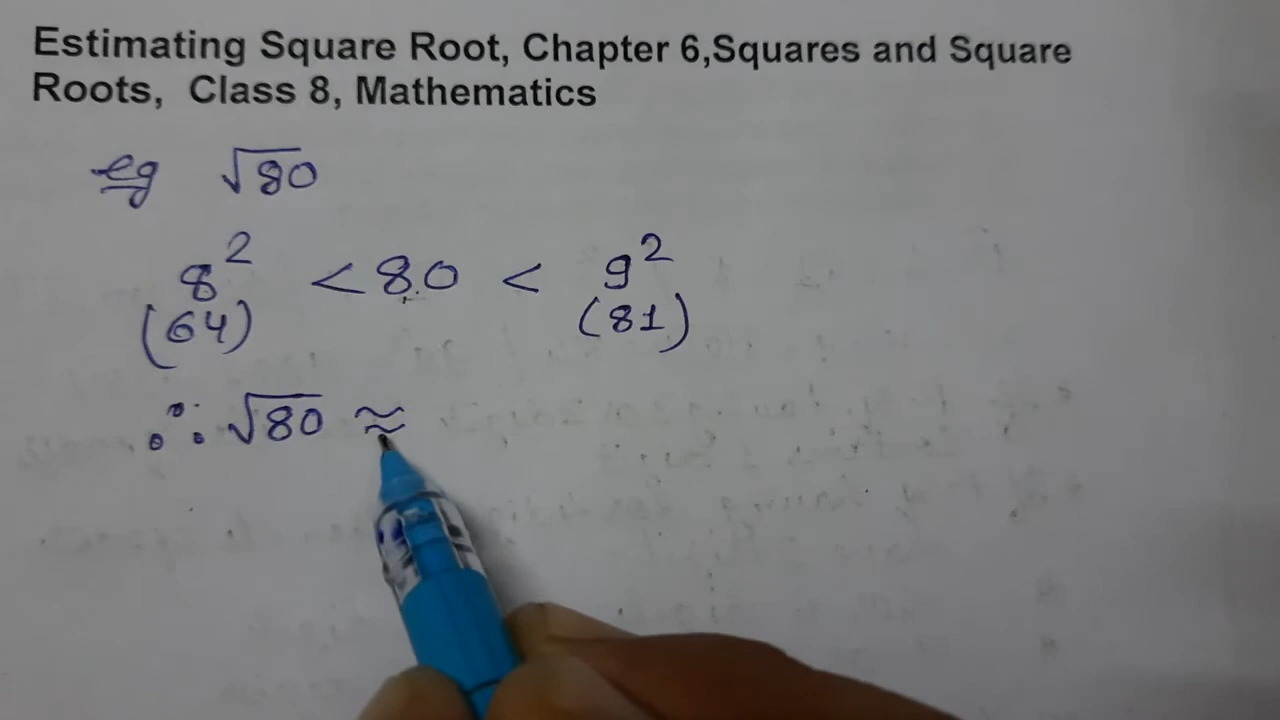 Estimating Square Root, Chapter 6,Squares and Square
Roots, Class 8, Mathematics
eg √80
8² < 80 < 9²
(64) (81)
∴ √80 ≈